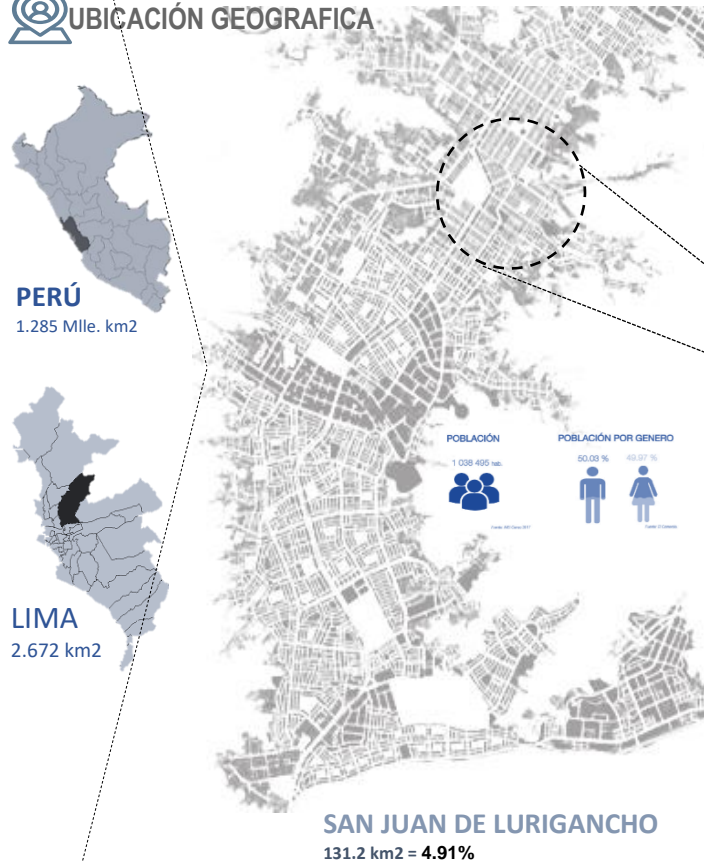 UBICACIÓN GEOGRAFICA
PERÚ
1.285 Mlle. km2
LIMA
2.672 km2
POBLACIÓN
1 038 495 hab.
POBLACIÓN POR GENERO
50,03 %
49,97 %
SAN JUAN DE LURIGANCHO
131.2 km2 = 4.91%